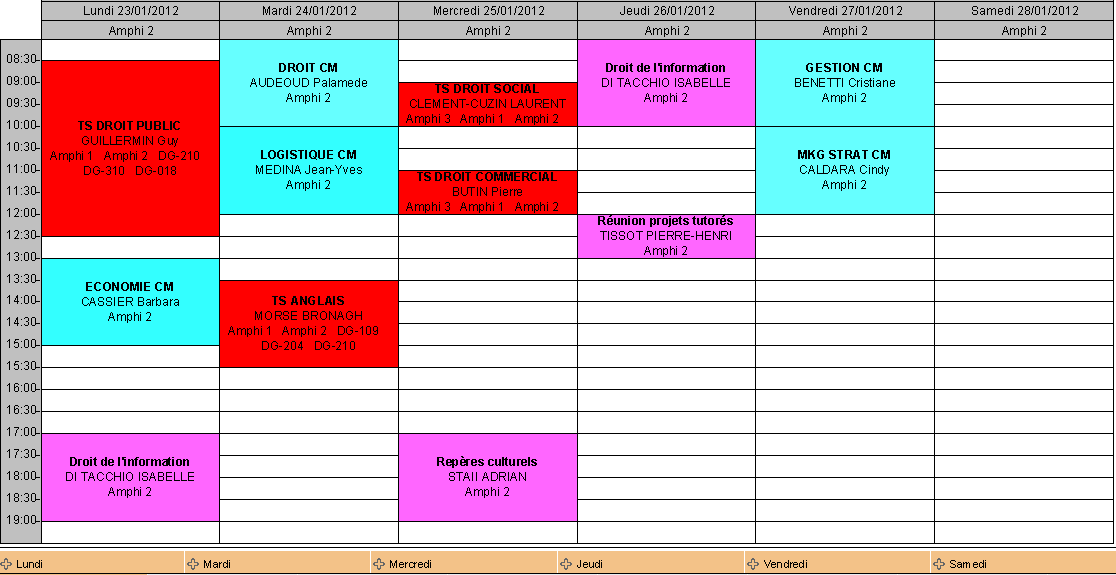 Lundi 23/01/2012 Mardi 24/01/2012 Mercredi 25/01/2012 Jeudi 26/01/2012 Vendredi 27/01/2012 Samedi 28/01/2012
Amphi 2 Amphi 2 Amphi 2 Amphi 2 Amphi 2 Amphi 2
08:30
09:00
09:30
10:00
10:30
11:00
11:30
12:00
12:30
13:00
13:30
14:00
14:30
15:00
15:30
16:00
16:30
17:00
17:30
18:00
18:30
19:00
TS DROIT PUBLIC
GUILLERMIN Guy
Amphi 1 Amphi 2 DG-210
DG-310 DG-018
ECONOMIE CM
CASSIER Barbara
Amphi 2
Droit de l'information
DI TACCHIO ISABELLE
Amphi 2
DROIT CM
AUDEOUD Palamede
Amphi 2
LOGISTIQUE CM
MEDINA Jean-Yves
Amphi 2
TS ANGLAIS
MORSE BRONAGH
Amphi 1 Amphi 2 DG-109
DG-204 DG-210
TS DROIT SOCIAL
CLEMENT-CUZIN LAURENT
Amphi 3 Amphi 1 Amphi 2
TS DROIT COMMERCIAL
BUTIN Pierre
Amphi 3 Amphi 1 Amphi 2
Repères culturels
STAII ADRIAN
Amphi 2
Droit de l'information
DI TACCHIO ISABELLE
Amphi 2
Réunion projets tutorés
TISSOT PIERRE-HENRI
Amphi 2
GESTION CM
BENETTI Cristiane
Amphi 2
MKG STRAT CM
CALDARA Cindy
Amphi 2
Lundi Mardi Mercredi Jeudi Vendredi Samedi